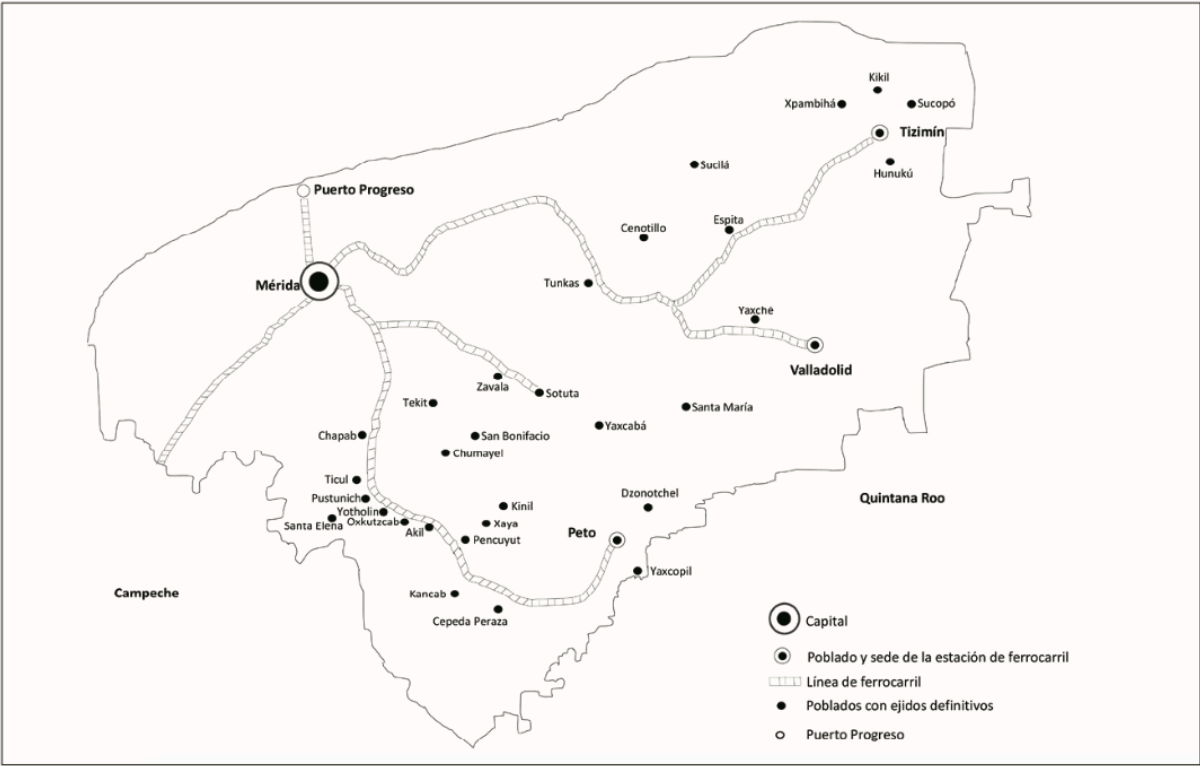 Kikil
Xpambihá
Sucopó
Tizimín
Sucilá
Hunukú
Puerto Progreso
Cenotillo
Espita
Mérida
Tunkas
Yaxché
Valladolid
Zavala
Sotuta
Tekit
Santa María
Yaxcabá
Chapab
San Bonifacio
Chumayel
Ticul
Dzonotchel
Quintana Roo
Pustunich
Kinil
Yotholin
Santa Elena
Oxkutzcab
Xaya
Akil
Pencuyut
Peto
Yaxcopil
Campeche
Kancab
Cepeda Peraza
Capital
Poblado y sede de la estación de ferrocarril
Línea de ferrocarril
Poblados con ejidos definitivos
Puerto Progreso